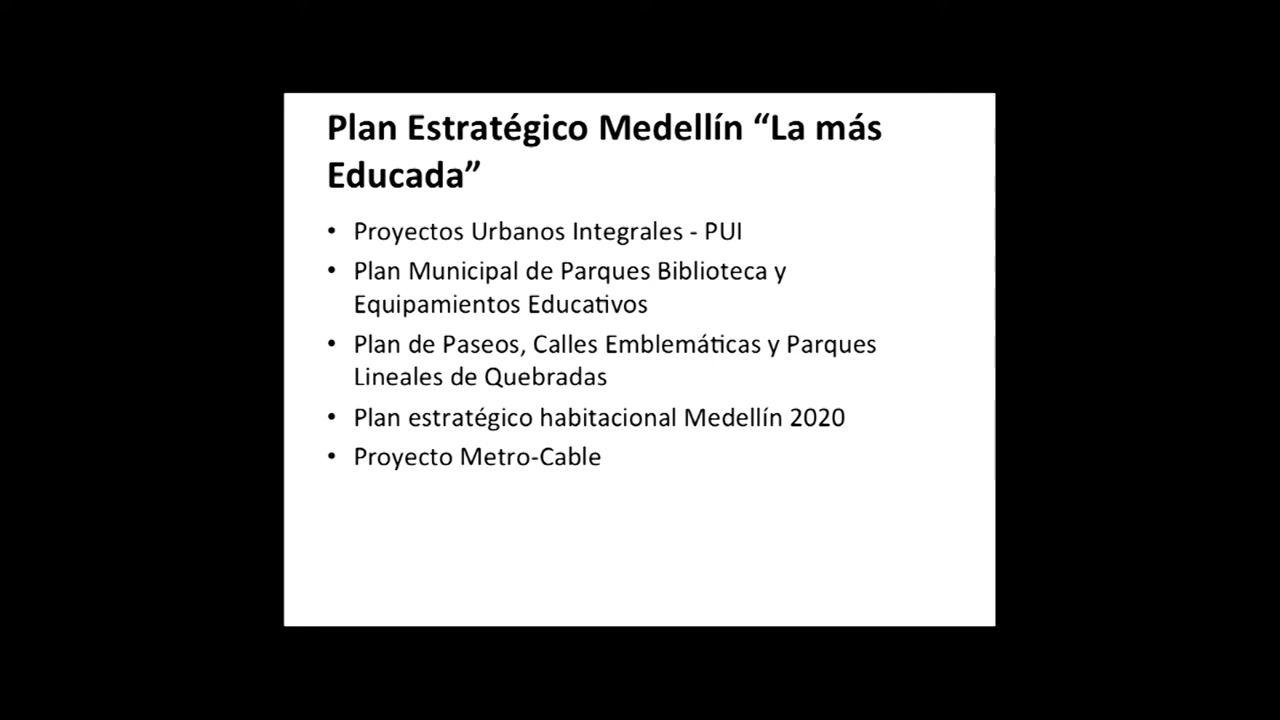 Plan Estratégico Medellín “La más
Educada”
• Proyectos Urbanos Integrales - PUI
• Plan Municipal de Parques Biblioteca y
Equipamientos Educativos
• Plan de Paseos, Calles Emblemáticas y Parques
Lineales de Quebradas
• Plan estratégico habitacional Medellín 2020
• Proyecto Metro-Cable